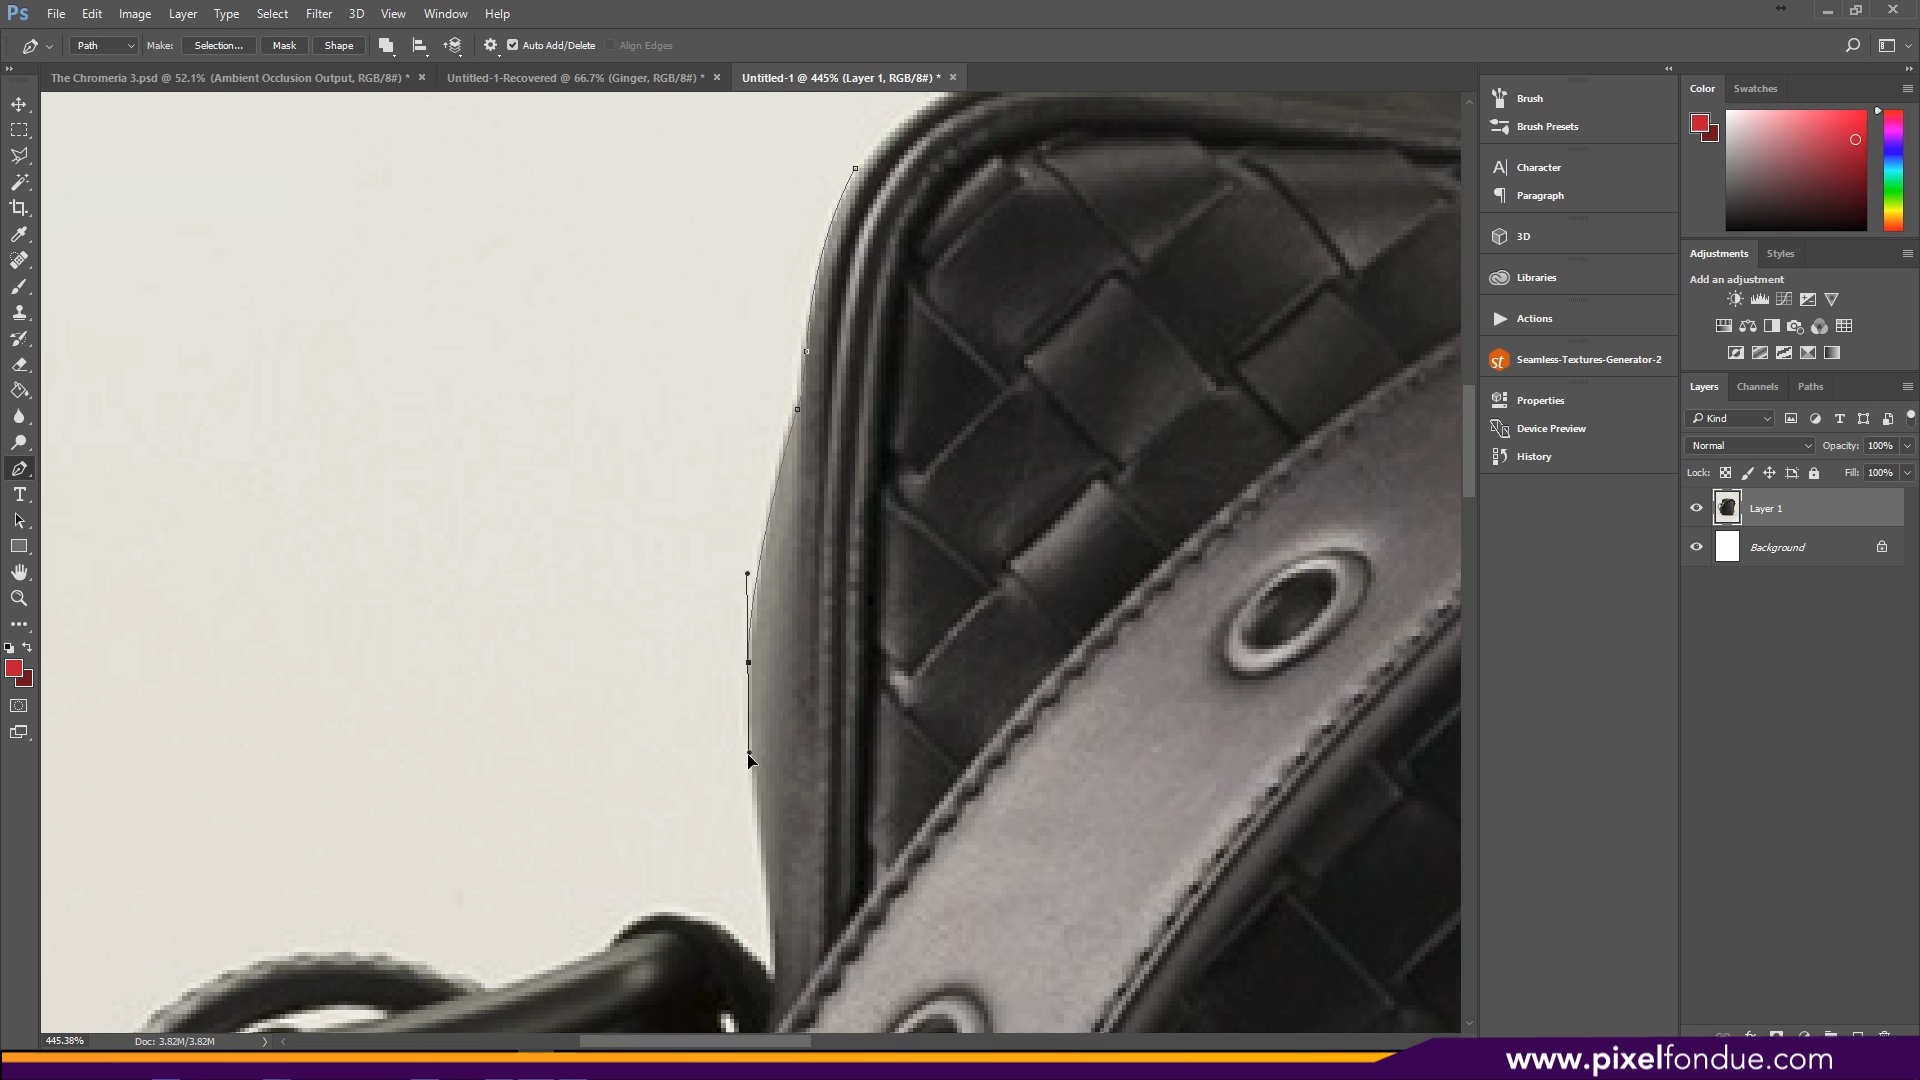 Ps File Edit Image Layer Type Select Filter 3D View Window Help
Path Make: Selection... Mask Shape Auto Add/Delete Align Edges
The Chromeria 3.psd @ 52.1% (Ambient Occlusion Output, RGB/8#) * Untitled-1-Recovered @ 66.7% (Ginger, RGB/8#) * Untitled-1 @ 445% (Layer 1, RGB/8#) *
Brush
Brush Presets
Character
Paragraph
3D
Libraries
Actions
st Seamless-Textures-Generator-2
Properties
Device Preview
History
Color Swatches
Adjustments Styles
Add an adjustment
Layers Channels Paths
Kind
Normal Opacity: 100%
Lock: Fill: 100%
Layer 1
Background
445.38% Doc: 3.82M/3.82M
www.pixelfondue.com